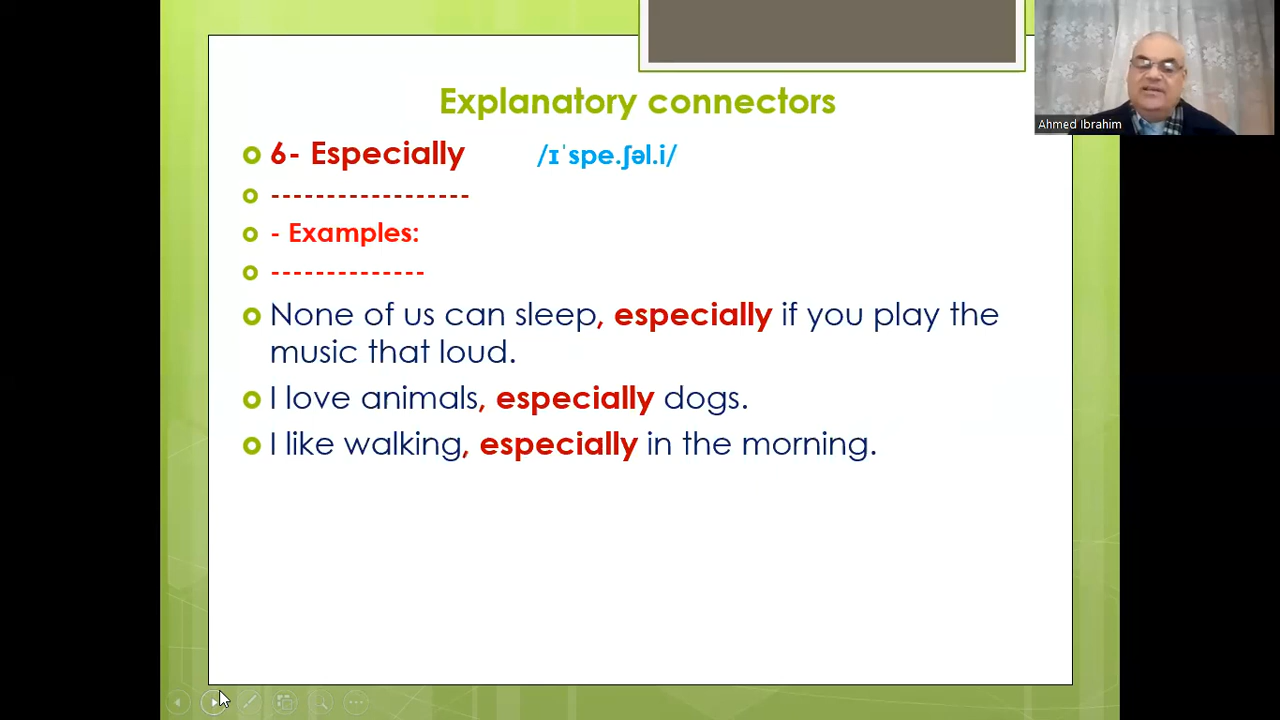 Explanatory connectors
Ahmed Ibrahim
6- Especially /ɪˈspe.ʃəl.i/
-------------------
- Examples:
--------------
None of us can sleep, especially if you play the
music that loud.
I love animals, especially dogs.
I like walking, especially in the morning.